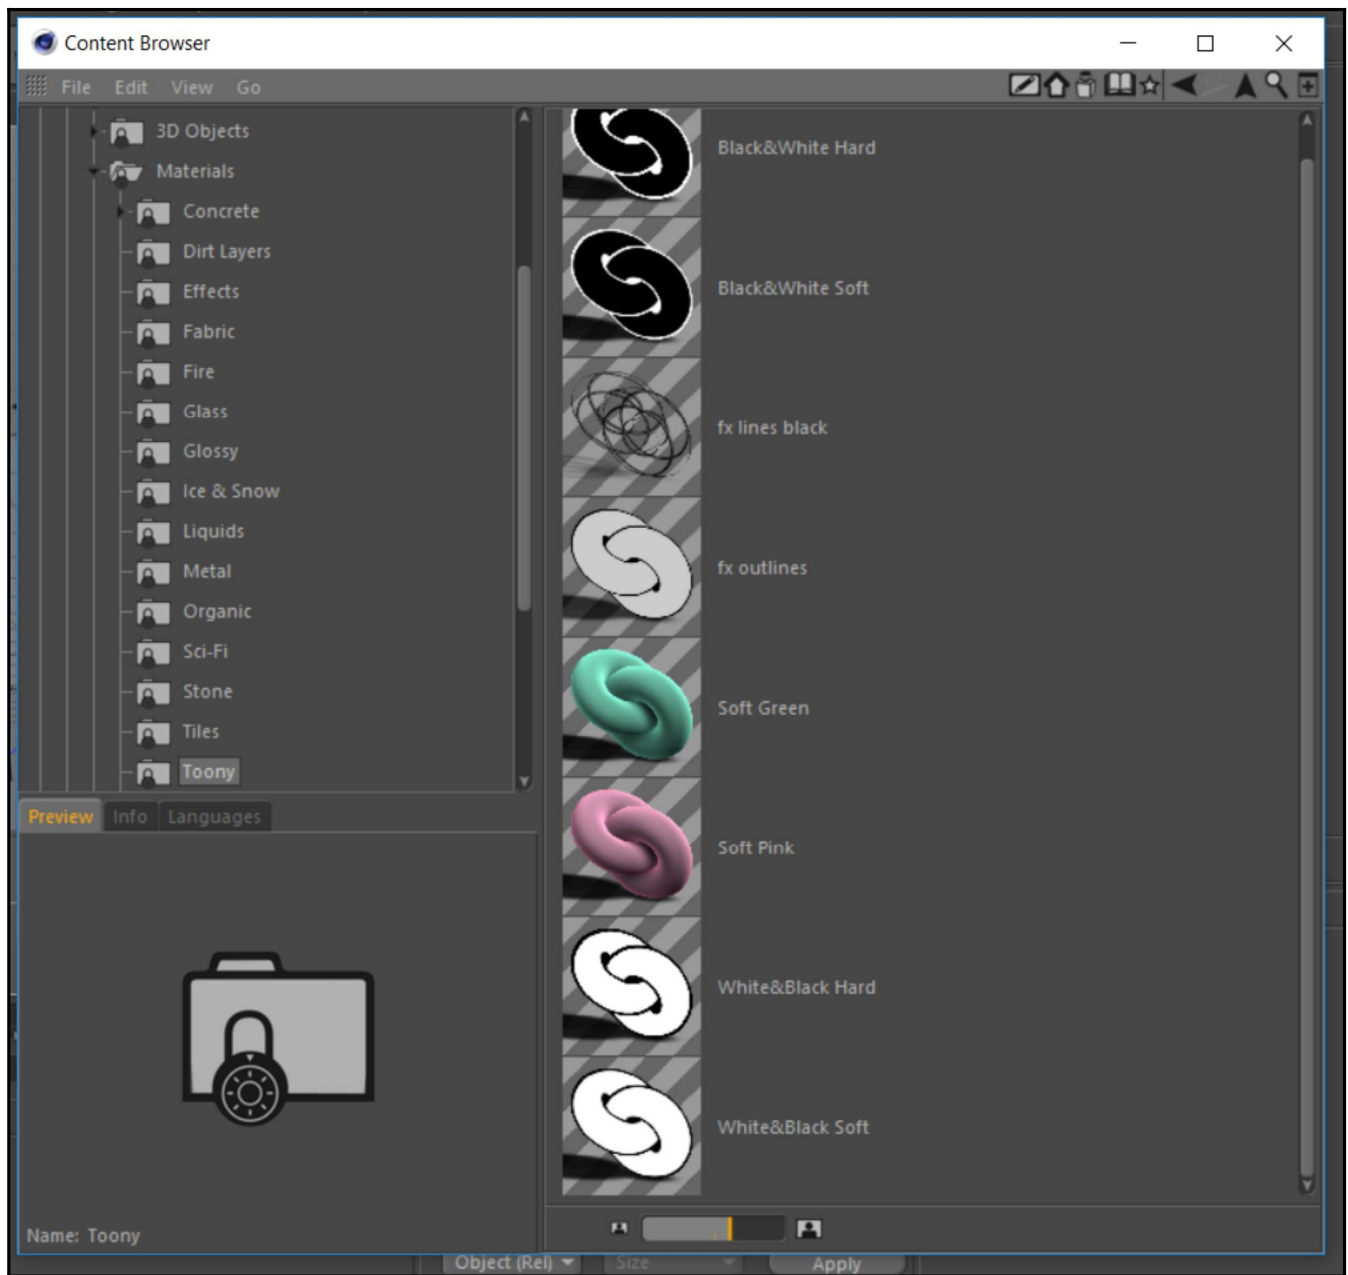 Content Browser
File Edit View Go
3D Objects
Materials
Concrete
Dirt Layers
Effects
Fabric
Fire
Glass
Glossy
Ice & Snow
Liquids
Metal
Organic
Sci-Fi
Stone
Tiles
Toony
Preview Info Languages
Name: Toony
Black&White Hard
Black&White Soft
fx lines black
fx outlines
Soft Green
Soft Pink
White&Black Hard
White&Black Soft
Object (Rel) Size Apply